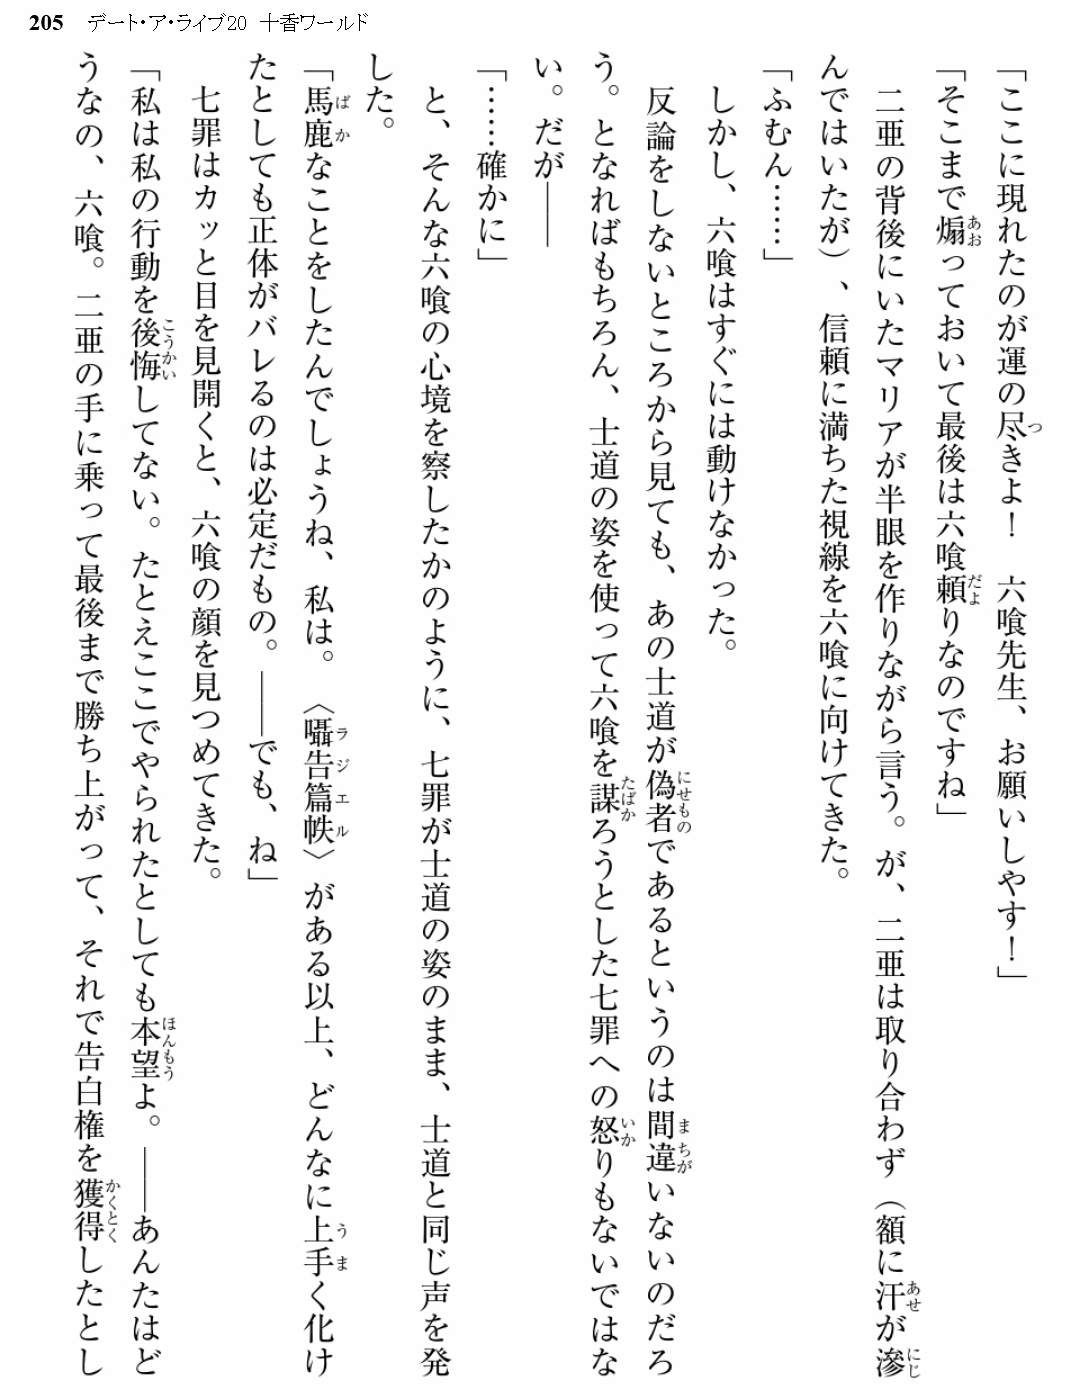 205 デート・ア・ライブ20 十香ワールド
「ここに現れたのが運の尽きよ！　六喰先生、お願いしやす！」
「そこまで煽っておいて最後は六喰頼りなのですね」
　二亜の背後にいたマリアが半眼を作りながら言う。が、二亜は取り合わず（額に汗が滲
んではいたが）、信頼に満ちた視線を六喰に向けてきた。
「ふむん……」
　しかし、六喰はすぐには動けなかった。
　反論をしないところから見ても、あの士道が偽者であるというのは間違いないのだろ
う。となればもちろん、士道の姿を使って六喰を謀ろうとした七罪への怒りもないではな
い。だが――
「……確かに」
　と、そんな六喰の心境を察したかのように、七罪が士道の姿のまま、士道と同じ声を発
した。
「馬鹿なことをしたんでしょうね、私は。〈囁告篇帙〉がある以上、どんなに上手く化け
たとしても正体がバレるのは必定だもの。――でも、ね」
　七罪はカッと目を見開くと、六喰の顔を見つめてきた。
「私は私の行動を後悔してない。たとえここでやられたとしても本望よ。――あんたはど
うなの、六喰。二亜の手に乗って最後まで勝ち上がって、それで告白権を獲得したとし